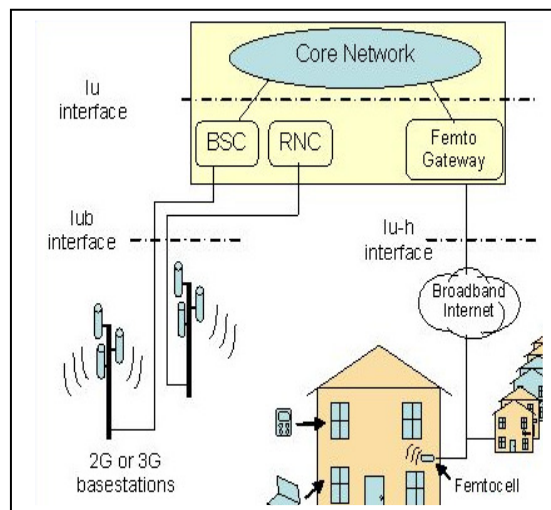 Core Network
Iu
interface
BSC
RNC
Femto
Gateway
Iub
interface
Iu-h
interface
Broadband
Internet
2G or 3G
basestations
Femtocell